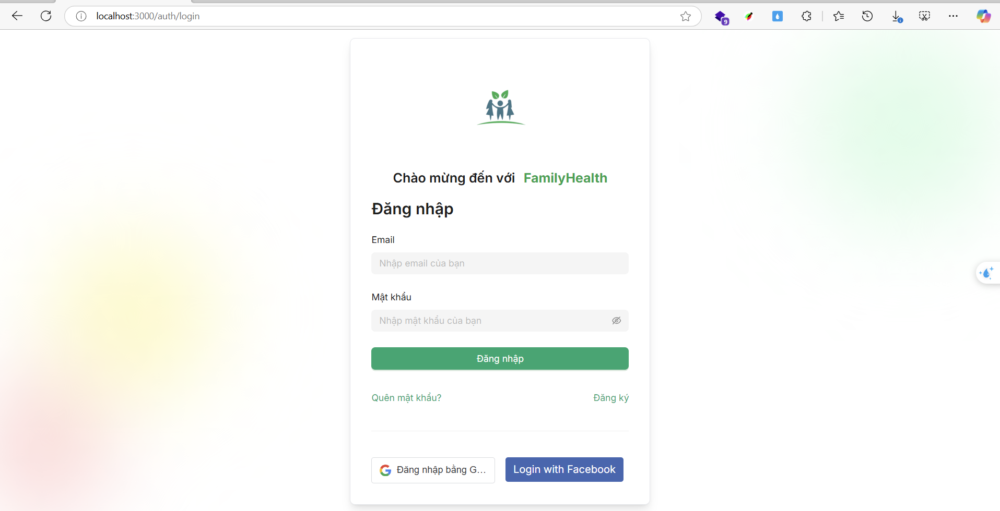 localhost:3000/auth/login
9
Chào mừng đến với FamilyHealth
Đăng nhập
Email
Nhập email của bạn
Mật khẩu
Nhập mật khẩu của bạn
Đăng nhập
Quên mật khẩu? Đăng ký
Đăng nhập bằng G... Login with Facebook